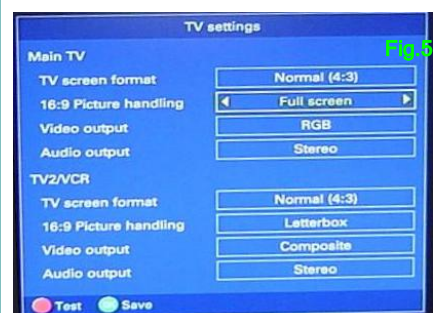 TV settings
Fig.5
Main TV
TV screen format Normal (4:3)
16:9 Picture handling Full screen
Video output RGB
Audio output Stereo
TV2/VCR
TV screen format Normal (4:3)
16:9 Picture handling Letterbox
Video output Composite
Audio output Stereo
Test Save